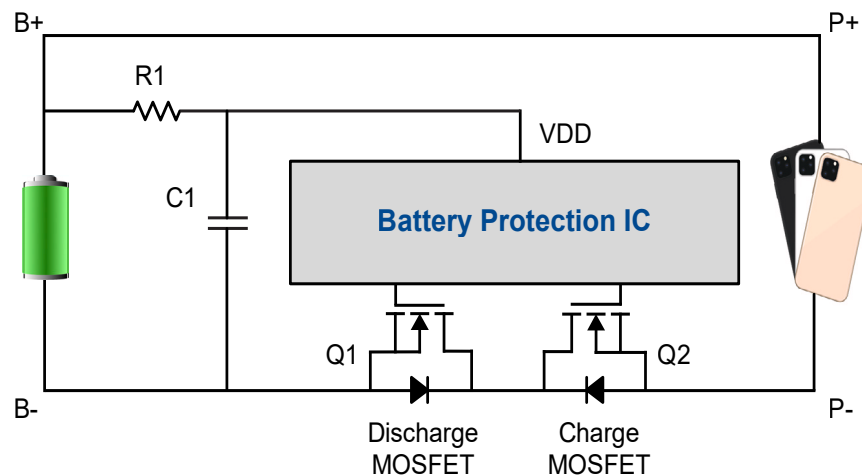 B+
P+
R1
VDD
C1
Battery Protection IC
Q1
Q2
B-
P-
Discharge
MOSFET
Charge
MOSFET